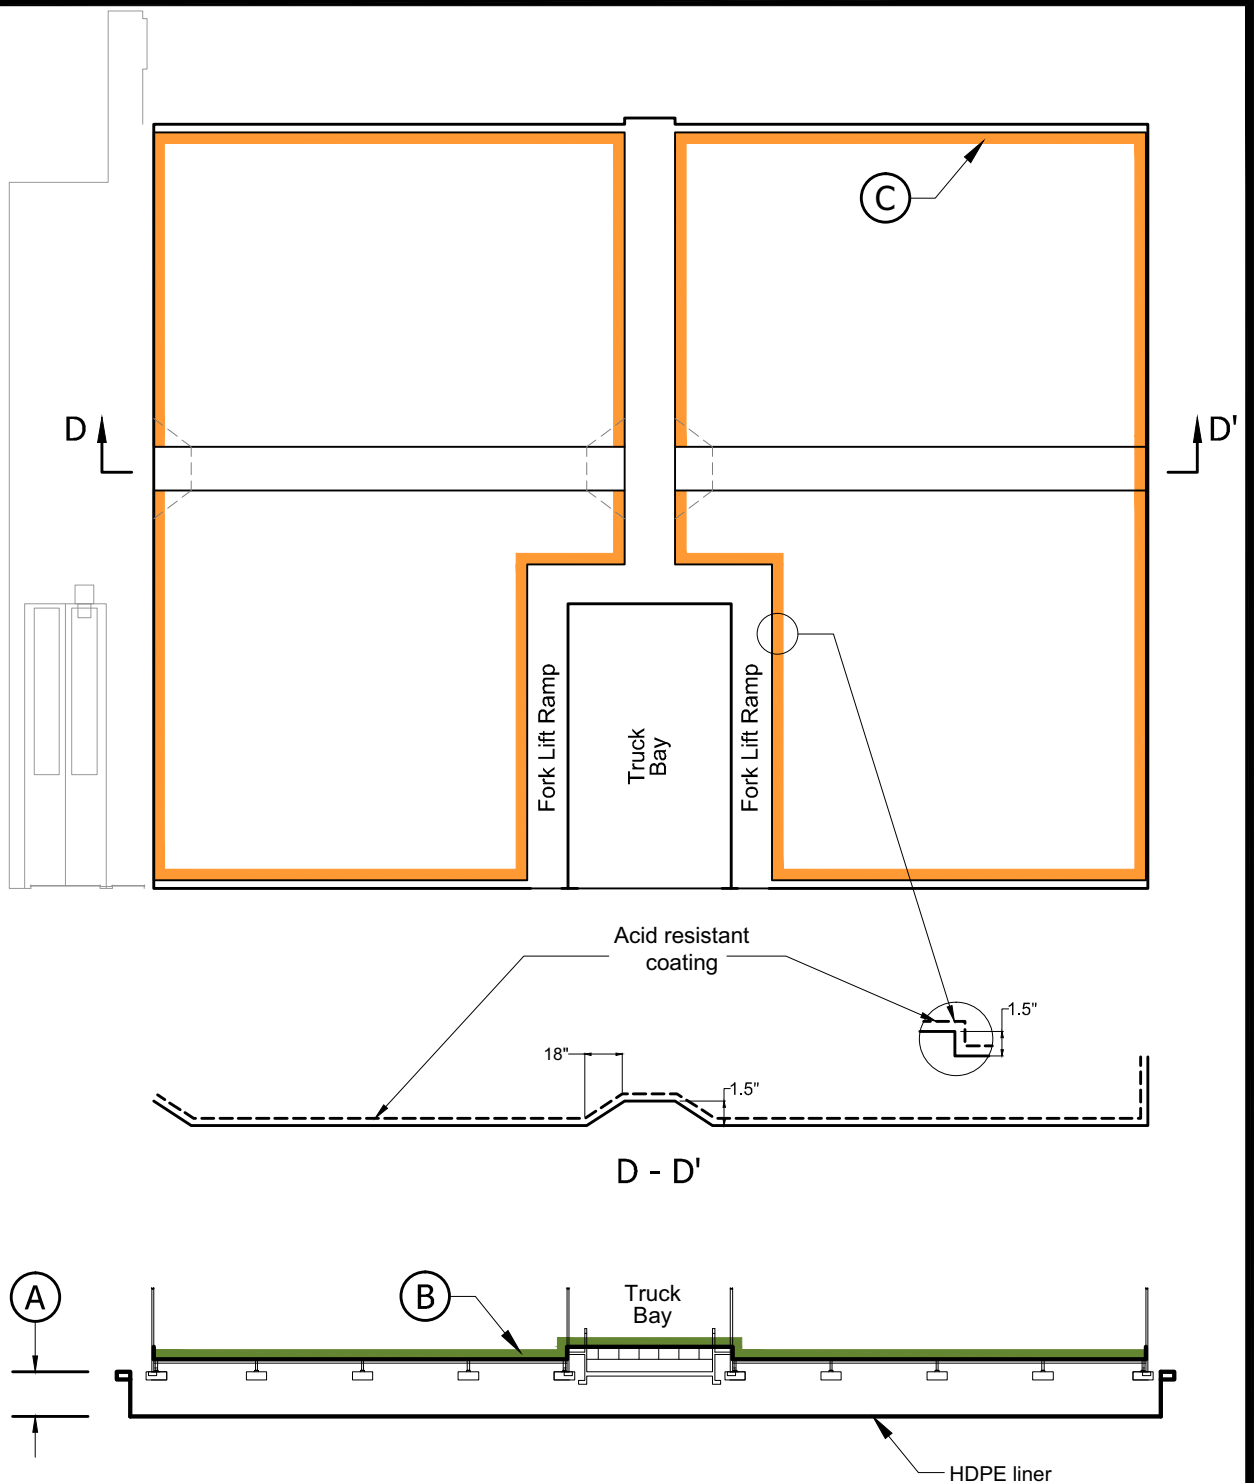 C
D
D'
Fork Lift Ramp
Truck
Bay
Fork Lift Ramp
Acid resistant
coating
1.5"
18"
1.5"
D - D'
A
B
Truck
Bay
HDPE liner